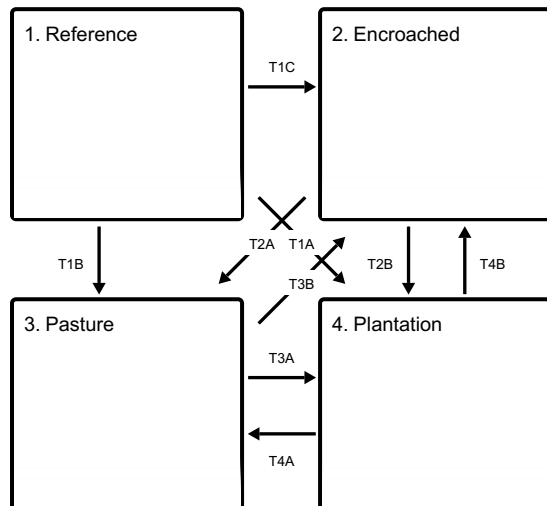 1. Reference
2. Encroached
T1C
T2A
T1A
T1B
T3B
T2B
T4B
3. Pasture
4. Plantation
T3A
T4A